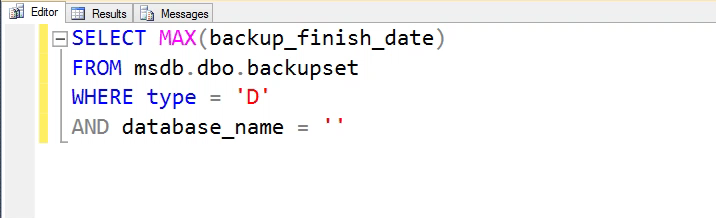 Editor Results Messages
SELECT MAX(backup_finish_date)
FROM msdb.dbo.backupset
WHERE type = 'D'
AND database_name = ''